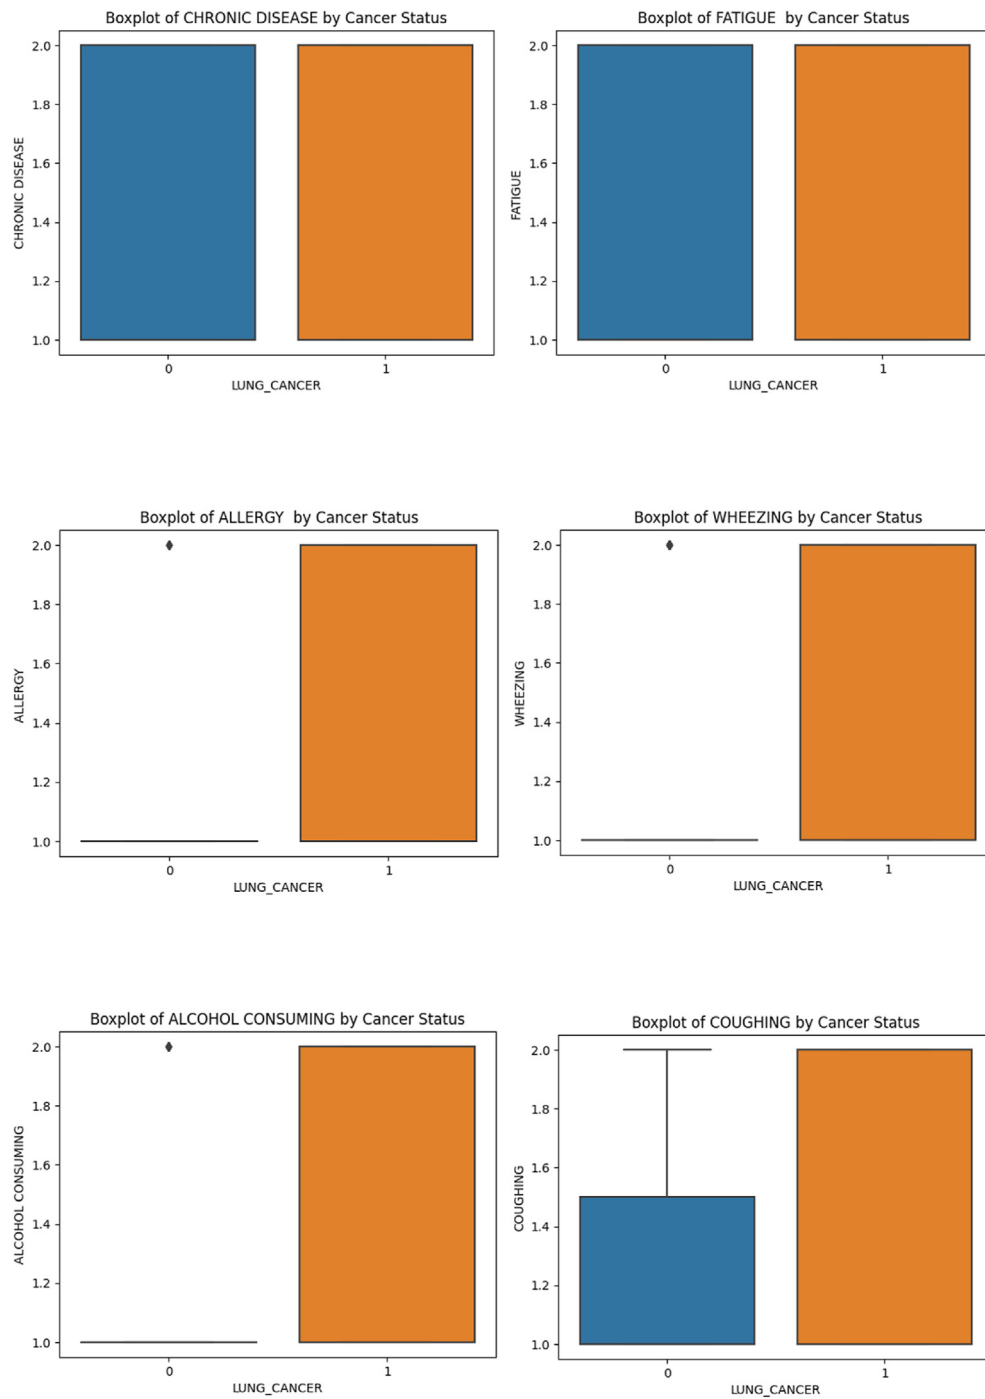 Boxplot of CHRONIC DISEASE by Cancer Status
2.0
1.8
1.6
1.4
1.2
1.0
CHRONIC DISEASE
0
1
LUNG_CANCER
Boxplot of FATIGUE  by Cancer Status
2.0
1.8
1.6
1.4
1.2
1.0
FATIGUE
0
1
LUNG_CANCER
Boxplot of ALLERGY  by Cancer Status
2.0
1.8
1.6
1.4
1.2
1.0
ALLERGY
0
1
LUNG_CANCER
Boxplot of WHEEZING by Cancer Status
2.0
1.8
1.6
1.4
1.2
1.0
WHEEZING
0
1
LUNG_CANCER
Boxplot of ALCOHOL CONSUMING by Cancer Status
2.0
1.8
1.6
1.4
1.2
1.0
ALCOHOL CONSUMING
0
1
LUNG_CANCER
Boxplot of COUGHING by Cancer Status
2.0
1.8
1.6
1.4
1.2
1.0
COUGHING
0
1
LUNG_CANCER